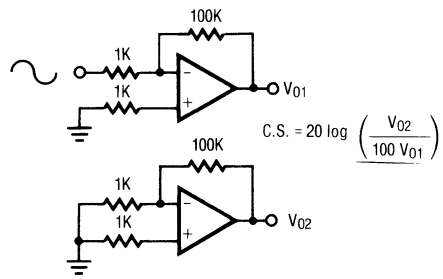 100K
1K
1K
-
+
V01
C.S. = 20 log ( V02 / 100 V01 )
100K
1K
1K
-
+
V02